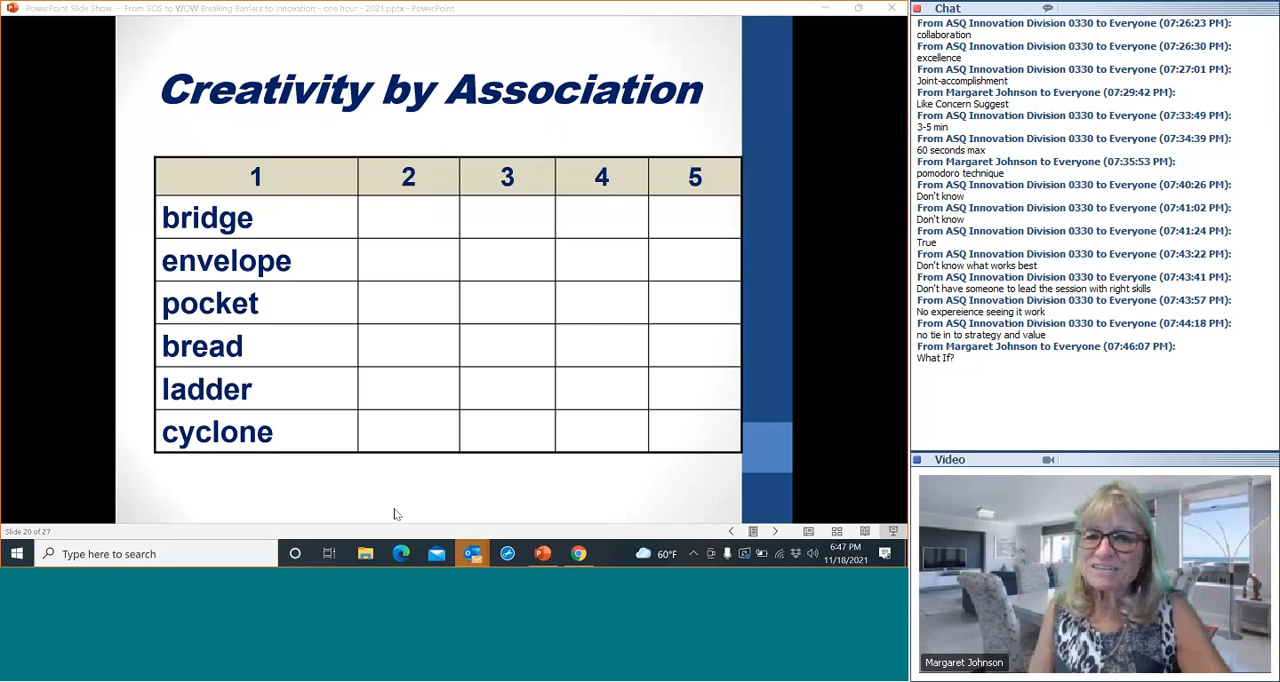 PowerPoint Slide Show - From SOS to WOW Breaking Barriers to Innovation - one hour - 2021.pptx - PowerPoint
Creativity by Association
1 2 3 4 5
bridge
envelope
pocket
bread
ladder
cyclone
Slide 20 of 27
Type here to search
60°F
6:47 PM
11/18/2021
Chat
From ASQ Innovation Division 0330 to Everyone (07:26:23 PM):
collaboration
From ASQ Innovation Division 0330 to Everyone (07:26:30 PM):
excellence
From ASQ Innovation Division 0330 to Everyone (07:27:01 PM):
Joint-accomplishment
From Margaret Johnson to Everyone (07:29:42 PM):
Like Concern Suggest
From ASQ Innovation Division 0330 to Everyone (07:33:49 PM):
3-5 min
From ASQ Innovation Division 0330 to Everyone (07:34:39 PM):
60 seconds max
From Margaret Johnson to Everyone (07:35:53 PM):
pomodoro technique
From ASQ Innovation Division 0330 to Everyone (07:40:26 PM):
Don't know
From ASQ Innovation Division 0330 to Everyone (07:41:02 PM):
Don't know
From ASQ Innovation Division 0330 to Everyone (07:41:24 PM):
True
From ASQ Innovation Division 0330 to Everyone (07:43:22 PM):
Don't know what works best
From ASQ Innovation Division 0330 to Everyone (07:43:41 PM):
Don't have someone to lead the session with right skills
From ASQ Innovation Division 0330 to Everyone (07:43:57 PM):
No expereience seeing it work
From ASQ Innovation Division 0330 to Everyone (07:44:18 PM):
no tie in to strategy and value
From Margaret Johnson to Everyone (07:46:07 PM):
What If?
Video
Margaret Johnson